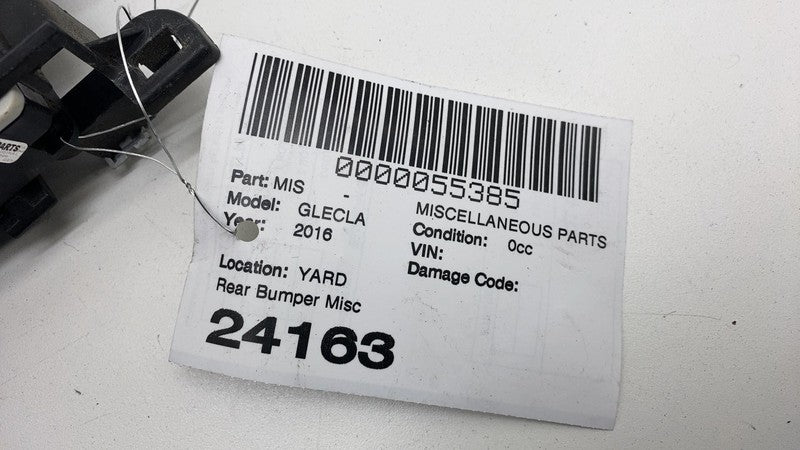 PARTS
0000055385
Part: MIS -
MISCELLANEOUS PARTS
Model: GLECLA
Condition: 0cc
Year: 2016
VIN:
Damage Code:
Location: YARD
Rear Bumper Misc
24163